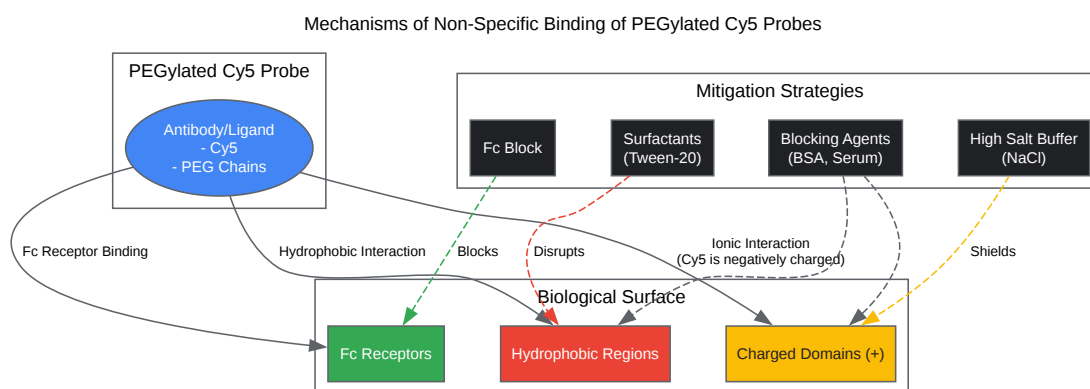 Mechanisms of Non-Specific Binding of PEGylated Cy5 Probes
PEGylated Cy5 Probe
Antibody/Ligand
- Cy5
- PEG Chains
Mitigation Strategies
Fc Block
Surfactants
(Tween-20)
Blocking Agents
(BSA, Serum)
High Salt Buffer
(NaCl)
Fc Receptor Binding
Hydrophobic Interaction
Blocks
Disrupts
Ionic Interaction
(Cy5 is negatively charged)
Shields
Biological Surface
Fc Receptors
Hydrophobic Regions
Charged Domains (+)